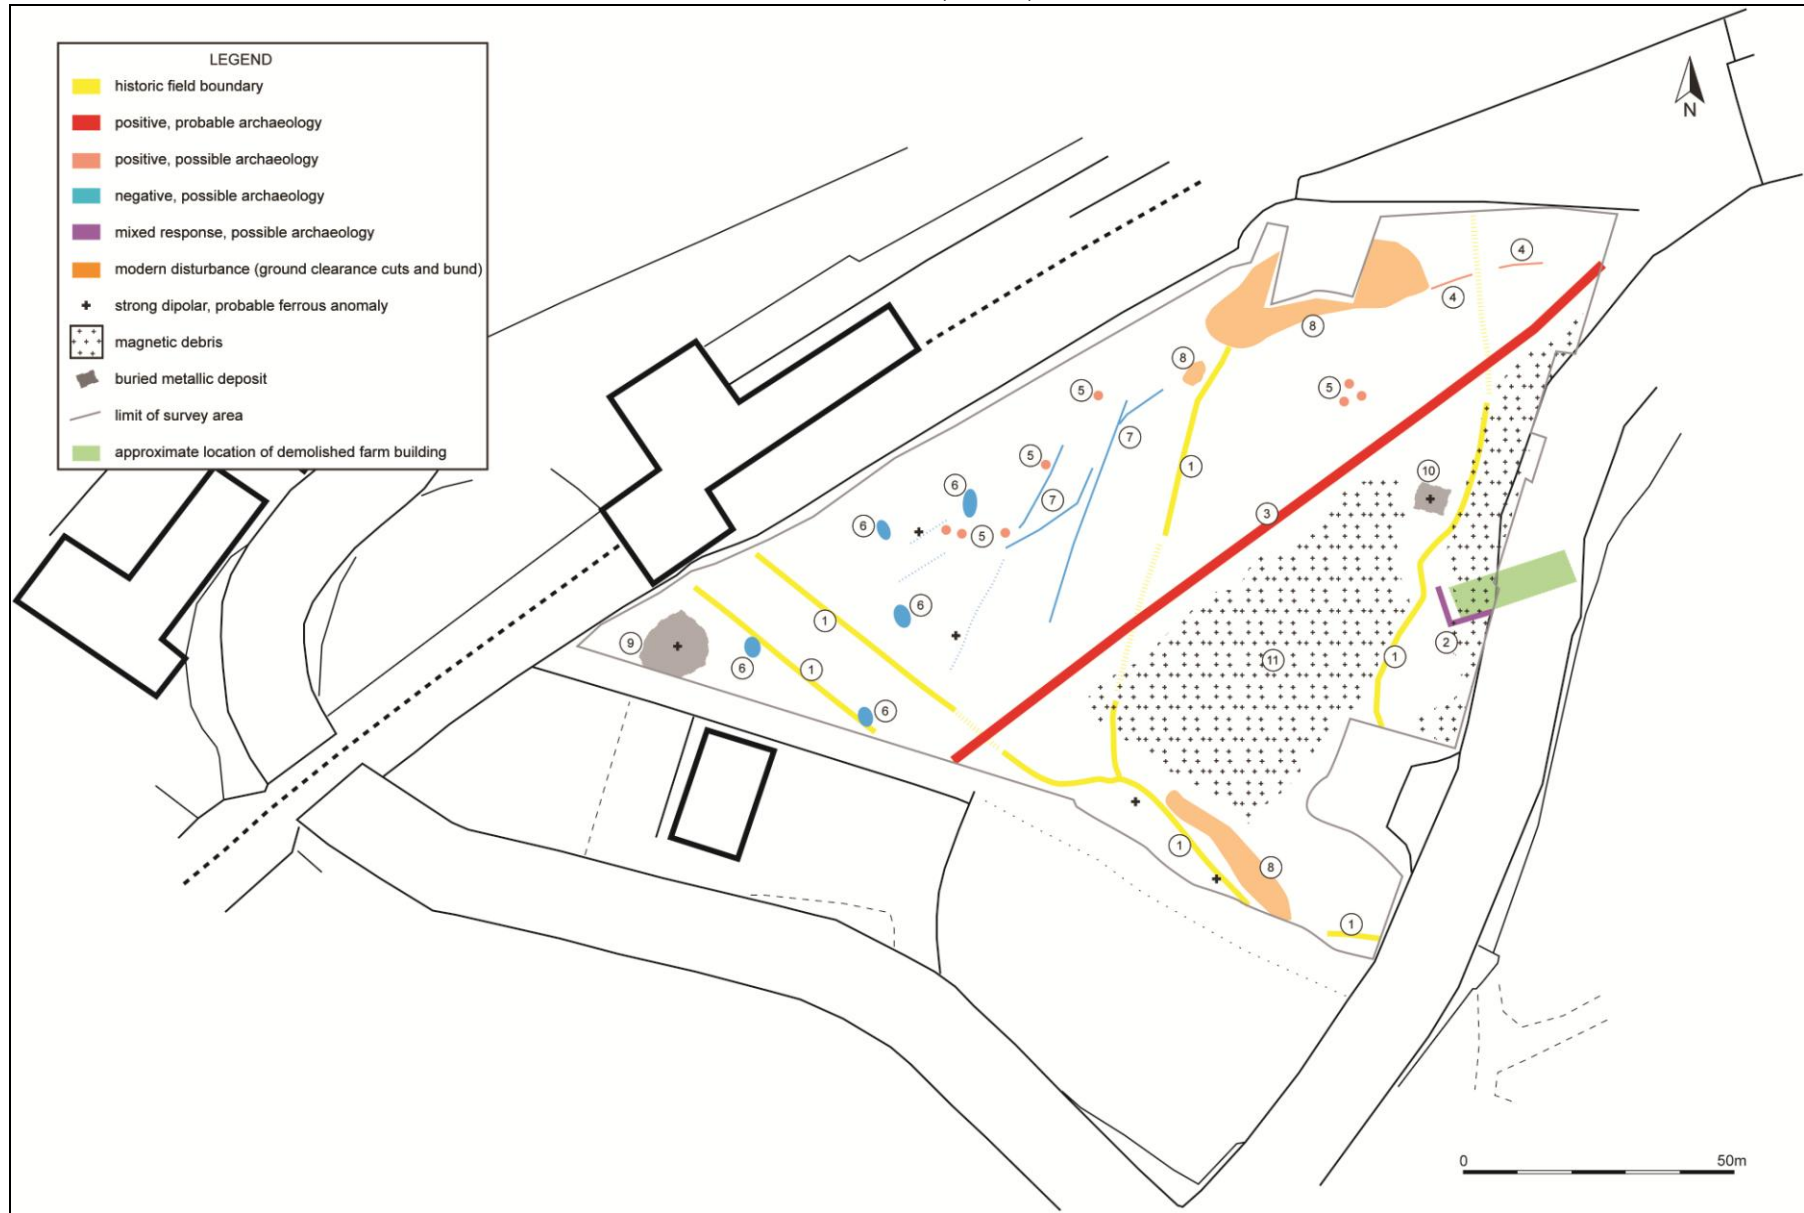 LEGEND
historic field boundary
positive, probable archaeology
positive, possible archaeology
negative, possible archaeology
mixed response, possible archaeology
modern disturbance (ground clearance cuts and bund)
strong dipolar, probable ferrous anomaly
magnetic debris
buried metallic deposit
limit of survey area
approximate location of demolished farm building
N
4
4
8
8
5
5
7
1
5
10
6
7
3
6
5
6
1
9
2
6
1
1
11
6
1
8
1
0 50m